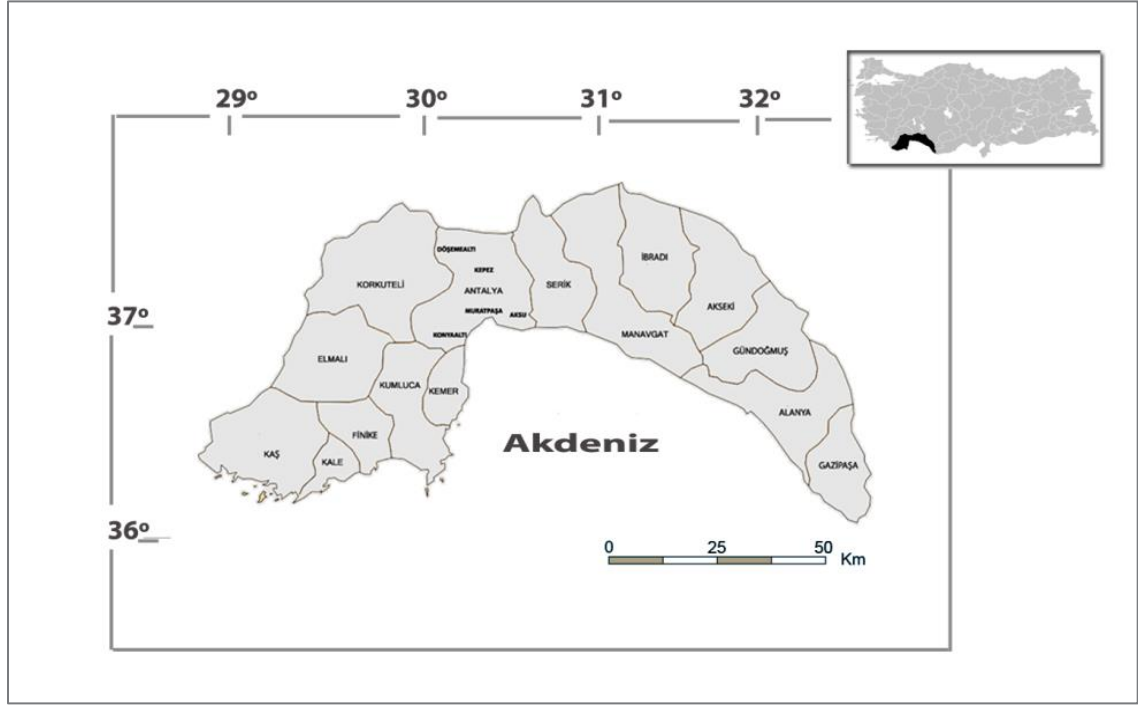 29º 30º 31º 32º
DÖŞEMEALTI
KEPEZ
İBRADI
KORKUTELİ
ANTALYA
SERİK
AKSEKİ
MURATPAŞA
AKSU
37º
KONYAALTI
MANAVGAT
GÜNDOĞMUŞ
ELMALI
KUMLUCA
KEMER
ALANYA
FİNİKE
Akdeniz
KAŞ
KALE
GAZİPAŞA
36º
0 25 50
Km